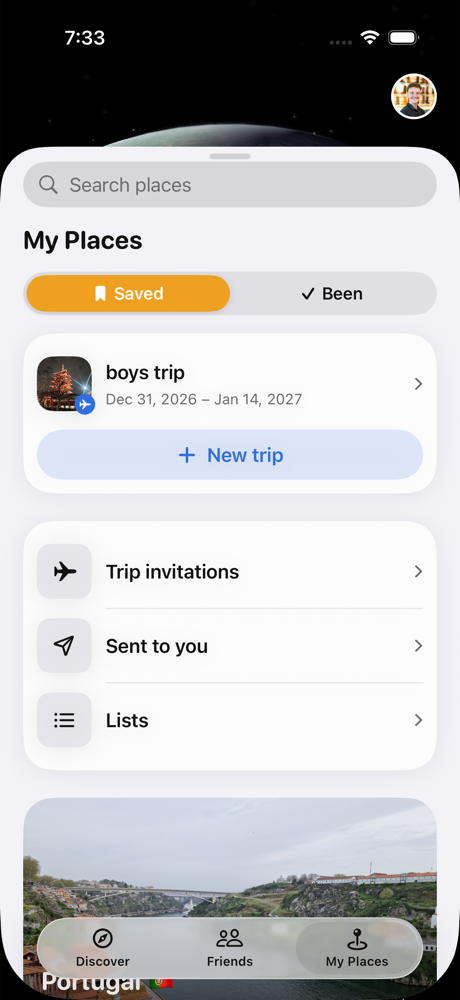 7:33
Search places
My Places
Saved
Been
boys trip
Dec 31, 2026 – Jan 14, 2027
+ New trip
Trip invitations
Sent to you
Lists
Portugal 🇵🇹
Discover
Friends
My Places